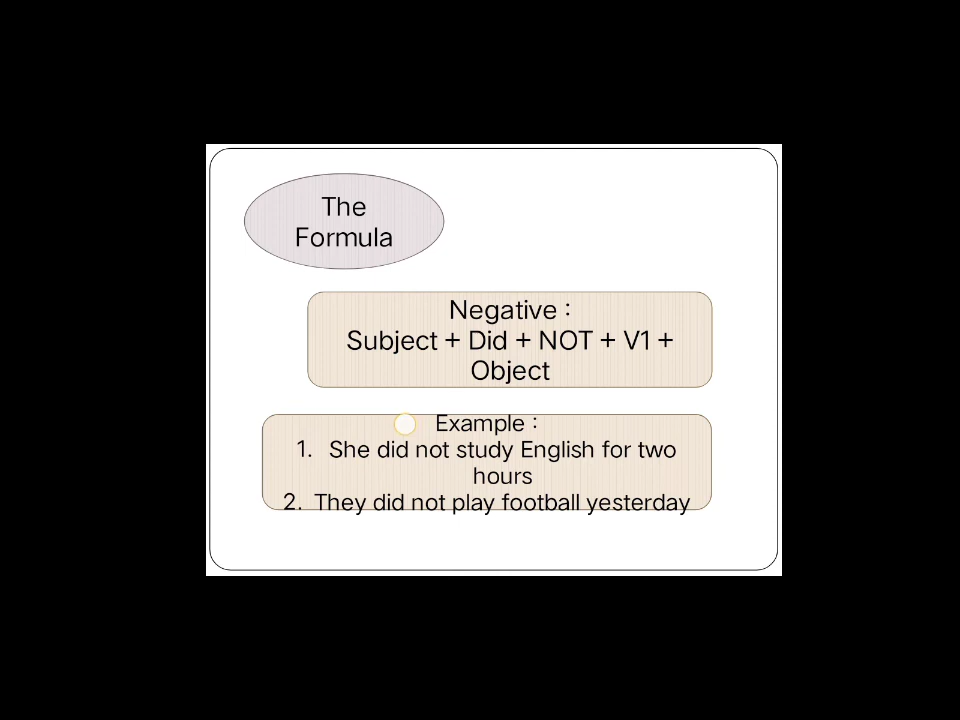 The
Formula
Negative :
Subject + Did + NOT + V1 +
Object
Example :
1. She did not study English for two
hours
2. They did not play football yesterday